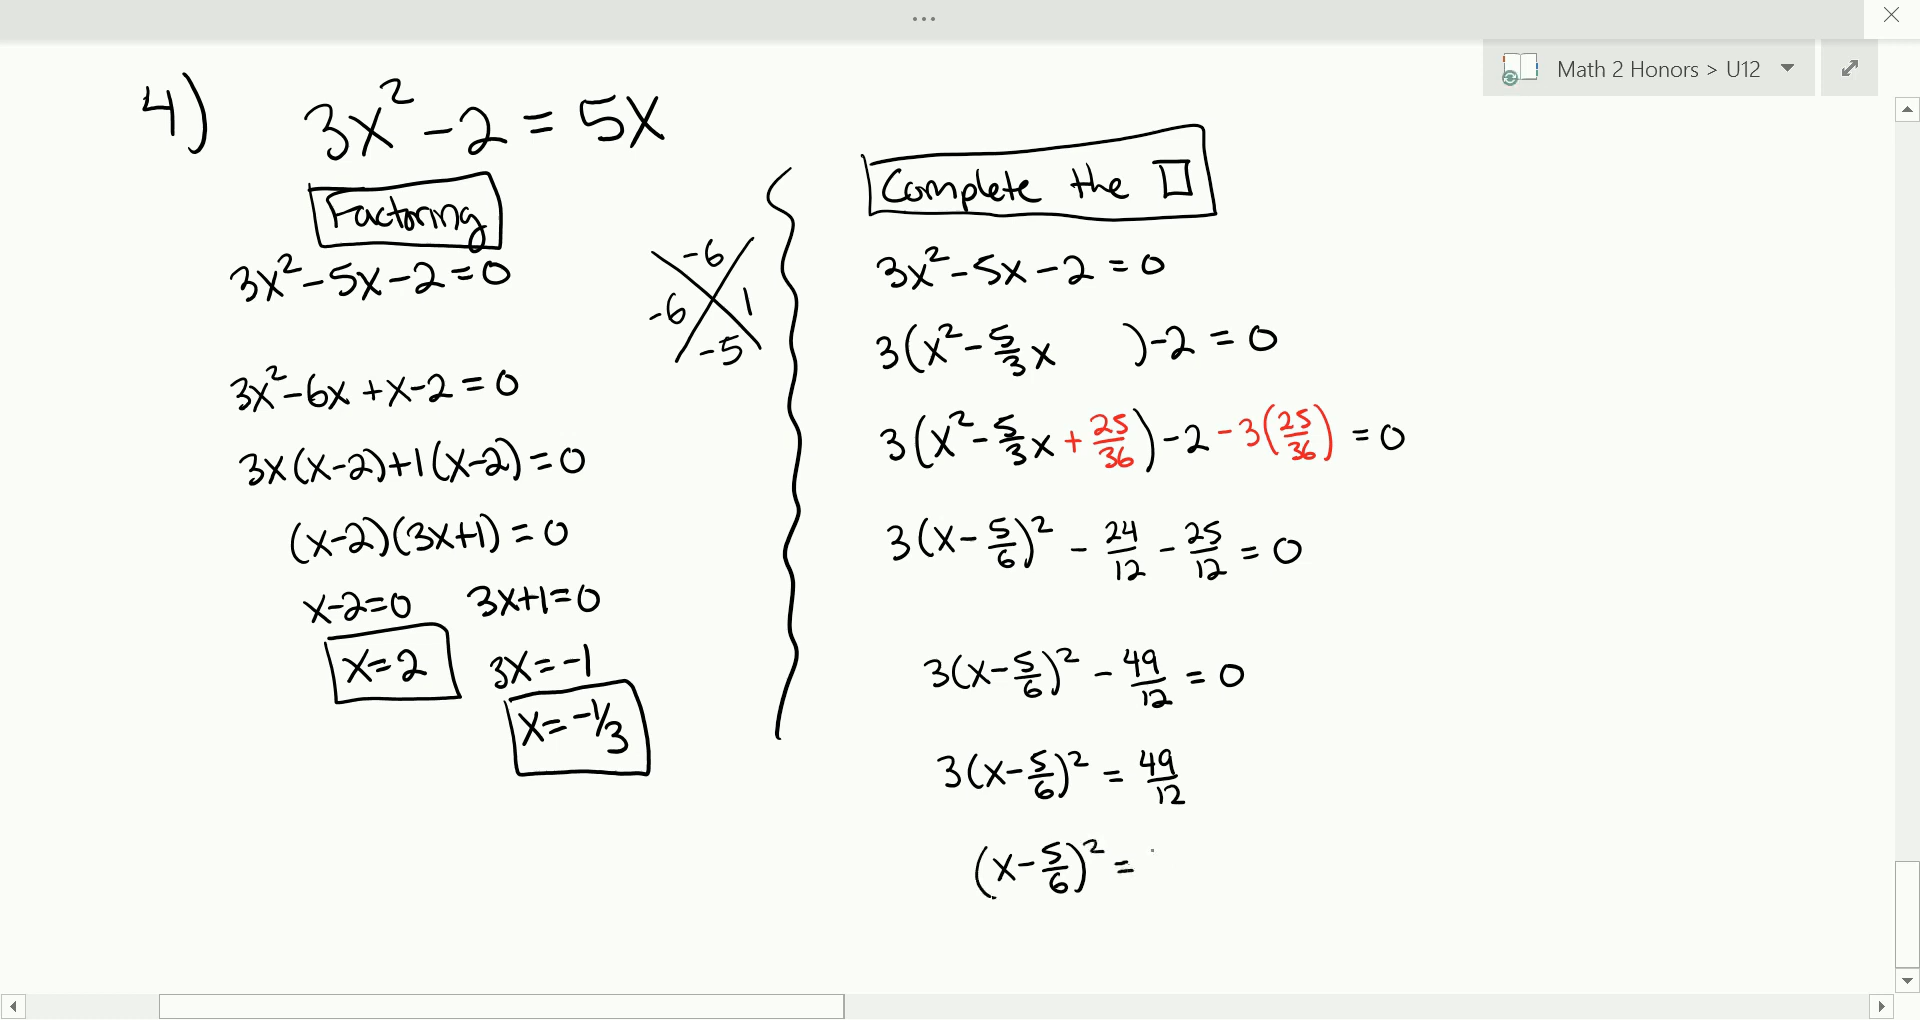 Math 2 Honors > U12
4) 3x² - 2 = 5x
Factoring
3x² - 5x - 2 = 0
-6
-6 1
-5
3x² - 6x + x - 2 = 0
3x(x-2) + 1(x-2) = 0
(x-2)(3x+1) = 0
x-2=0 3x+1=0
x=2 3x=-1
x=-1/3
Complete the □
3x² - 5x - 2 = 0
3(x² - 5/3 x ) - 2 = 0
3(x² - 5/3 x + 25/36) - 2 - 3(25/36) = 0
3(x - 5/6)² - 24/12 - 25/12 = 0
3(x - 5/6)² - 49/12 = 0
3(x - 5/6)² = 49/12
(x - 5/6)² =